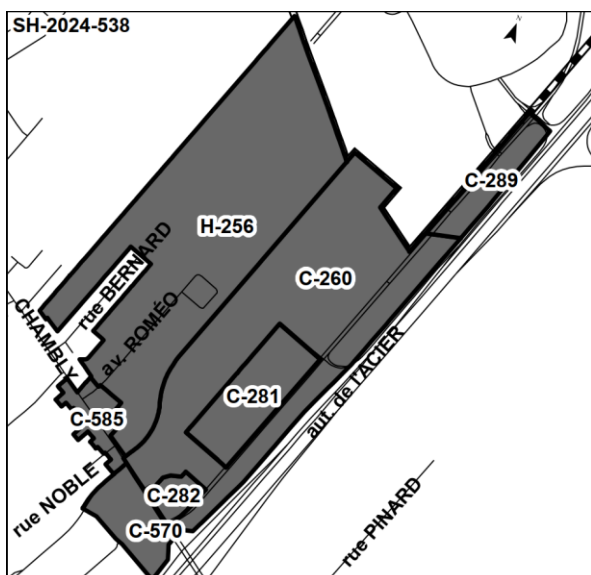 SH-2024-538
N
C-289
H-256
rue BERNARD
C-260
av. ROMÉO
CHAMBLY
aut. de l'ACIER
C-281
C-585
rue NOBLE
C-282
C-570
rue PINARD